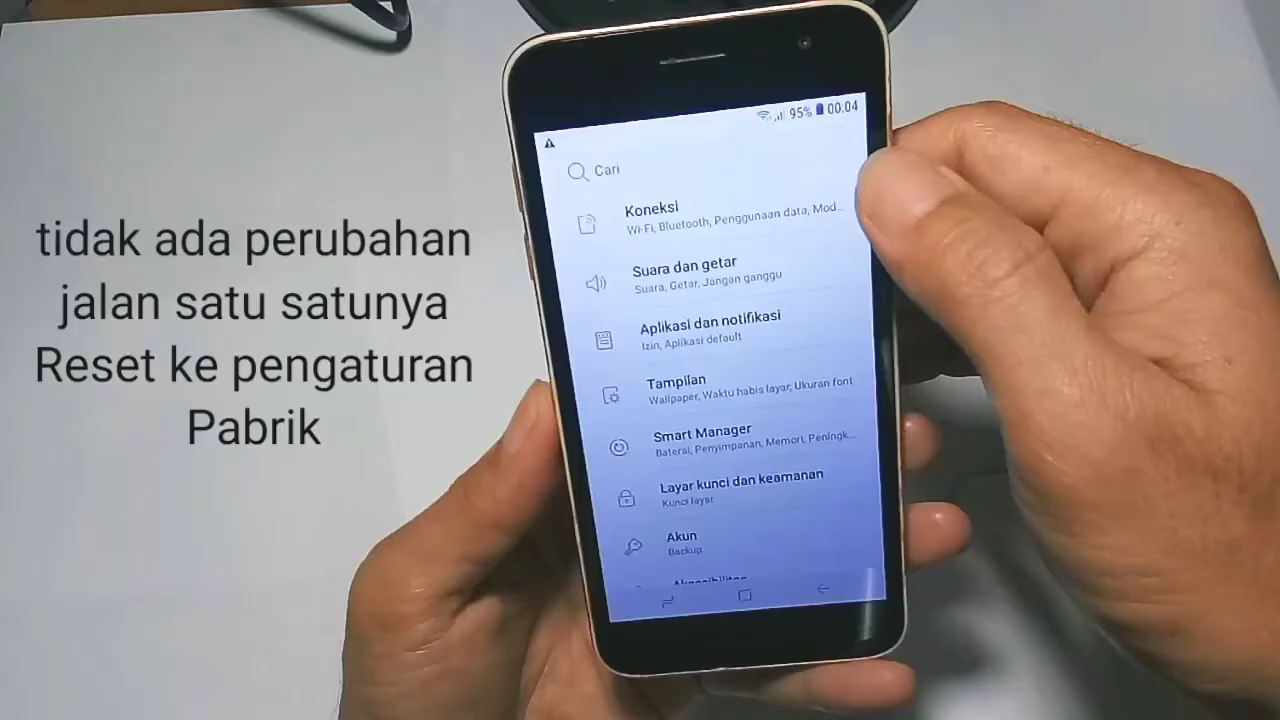 tidak ada perubahan
jalan satu satunya
Reset ke pengaturan
Pabrik
95% 00.04
Cari
Koneksi
Wi-Fi, Bluetooth, Penggunaan data, Mod...
Suara dan getar
Suara, Getar, Jangan ganggu
Aplikasi dan notifikasi
Izin, Aplikasi default
Tampilan
Wallpaper, Waktu habis layar, Ukuran font
Smart Manager
Baterai, Penyimpanan, Memori, Peningk...
Layar kunci dan keamanan
Kunci layar
Akun
Backup